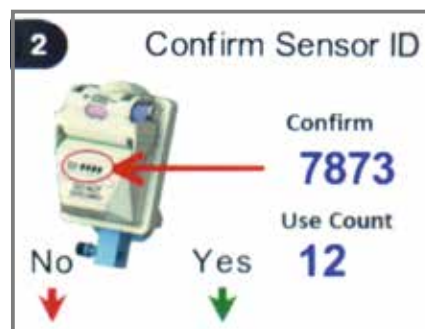 2 Confirm Sensor ID
Confirm
7873
Use Count
No Yes 12